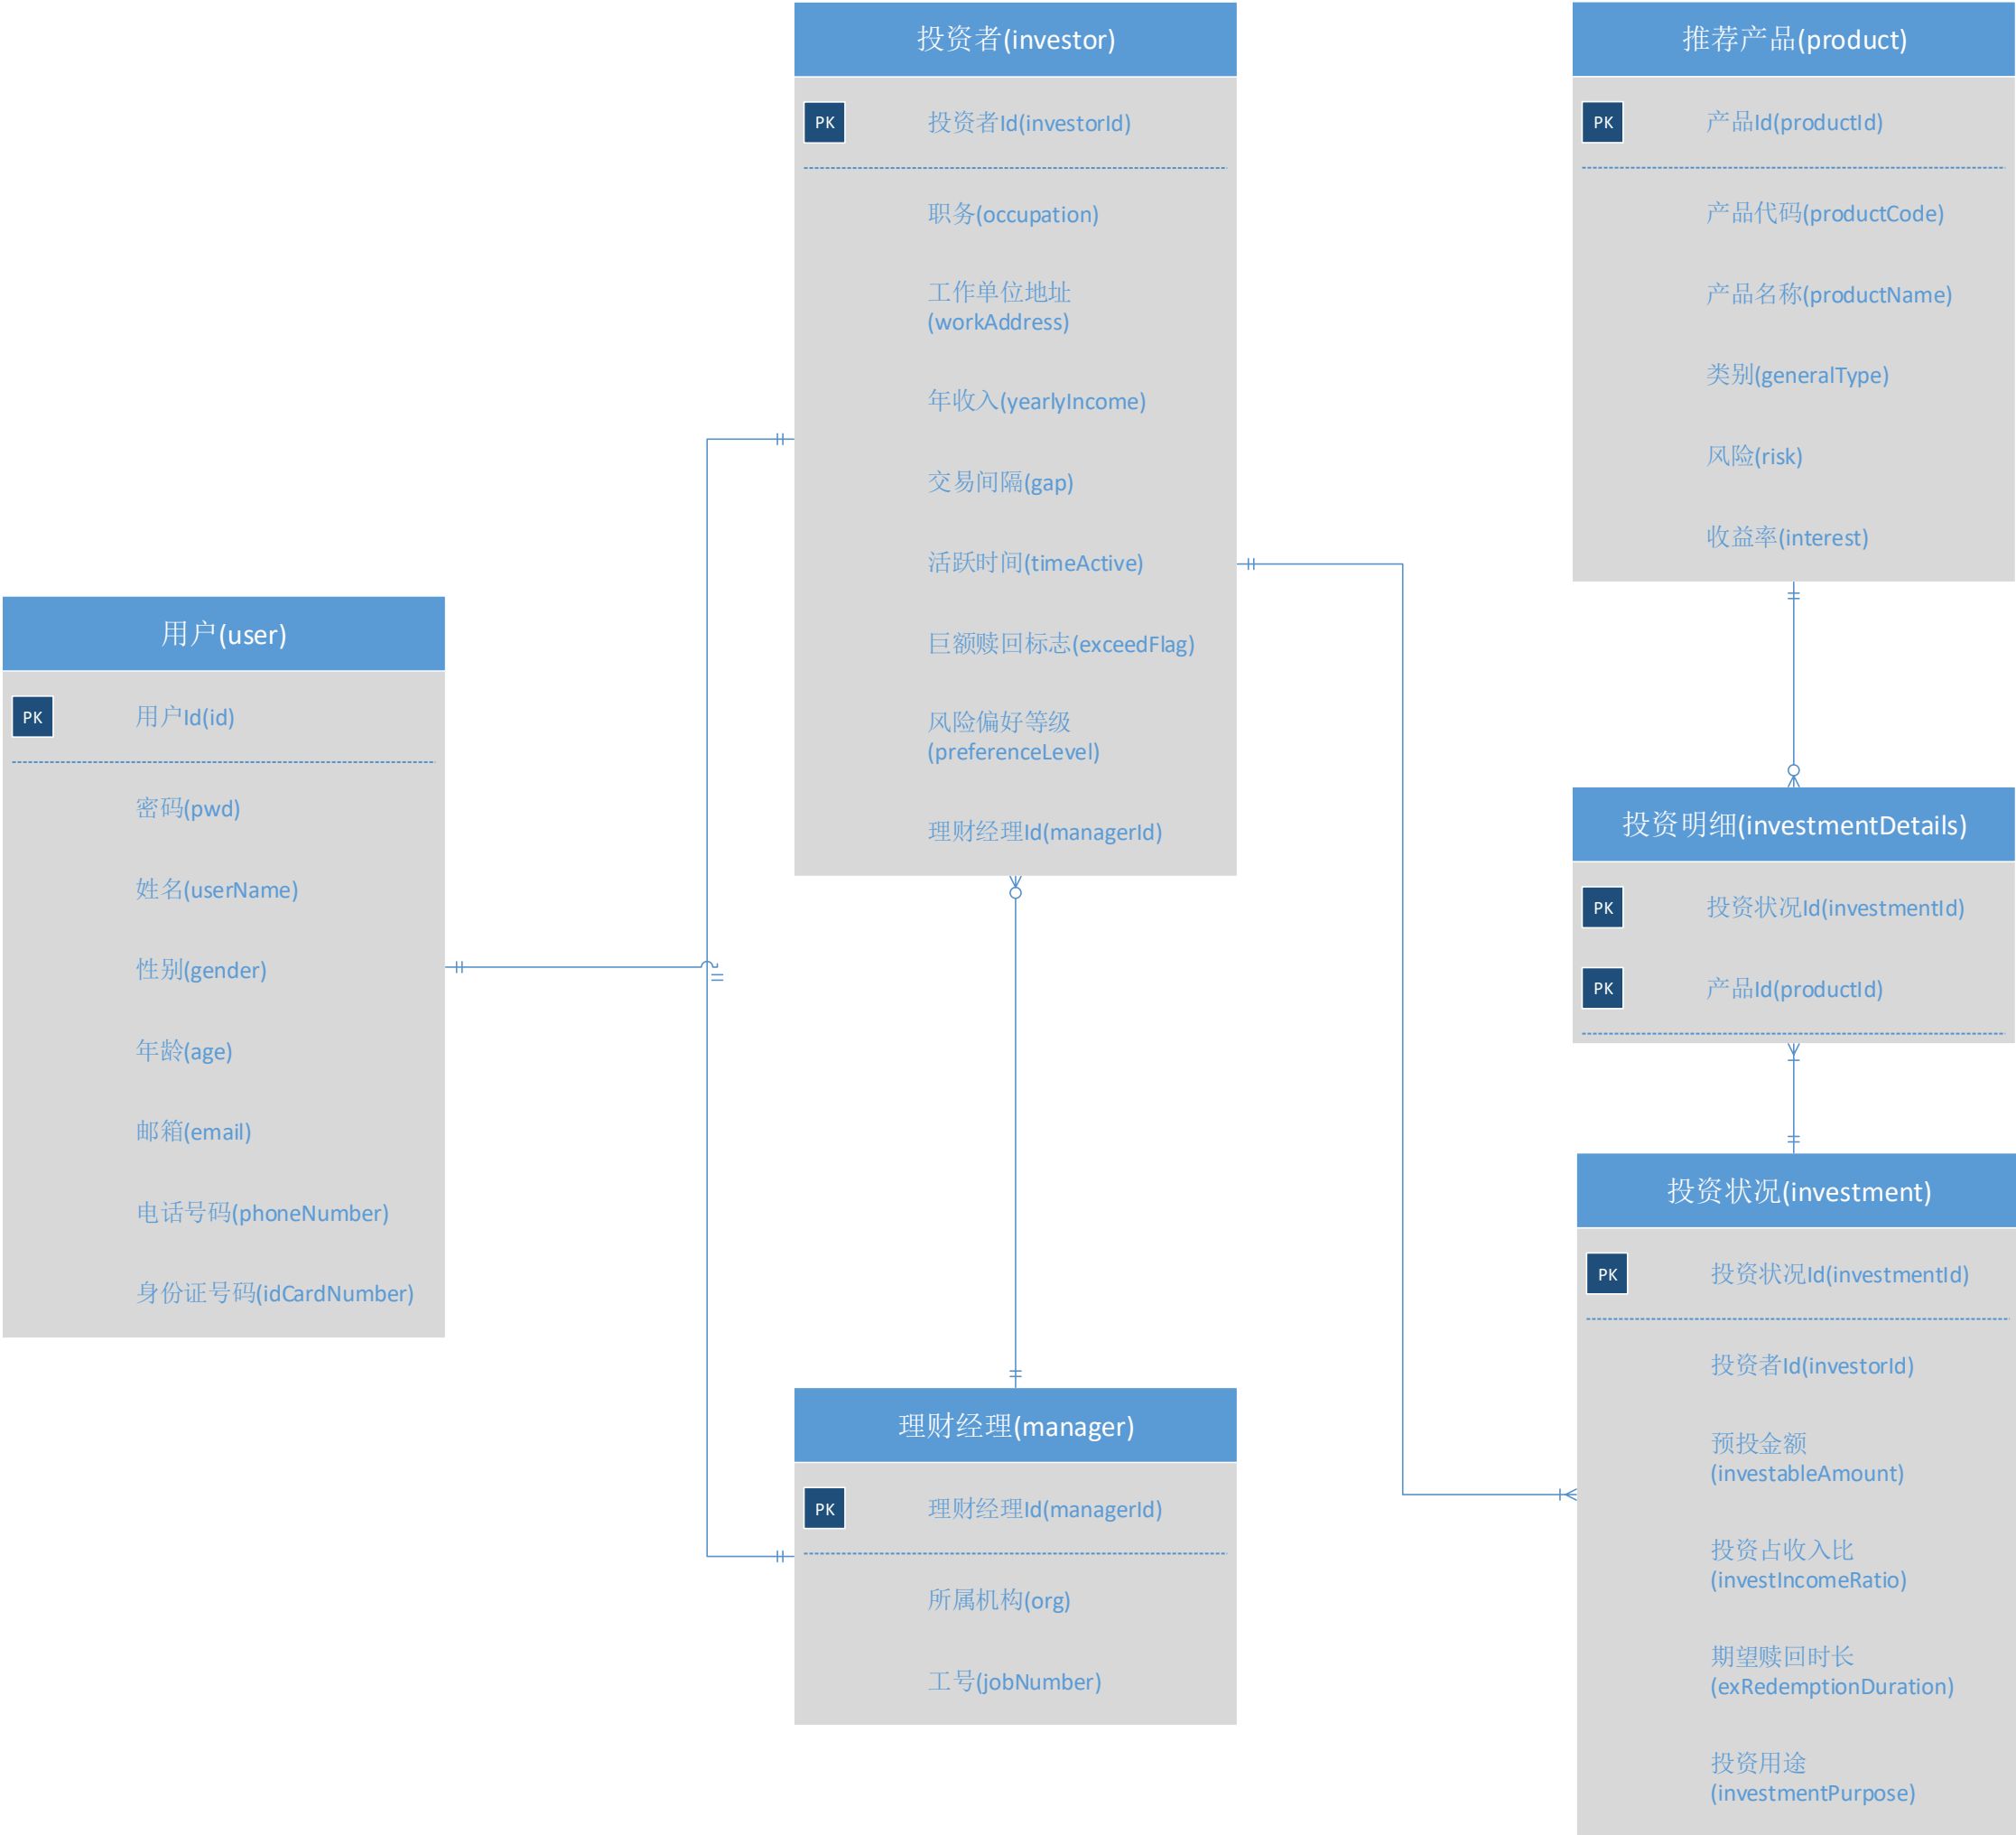 投资者(investor)
PK
投资者Id(investorId)
职务(occupation)
工作单位地址
(workAddress)
年收入(yearlyIncome)
交易间隔(gap)
活跃时间(timeActive)
巨额赎回标志(exceedFlag)
风险偏好等级
(preferenceLevel)
理财经理Id(managerId)
推荐产品(product)
PK
产品Id(productId)
产品代码(productCode)
产品名称(productName)
类别(generalType)
风险(risk)
收益率(interest)
用户(user)
PK
用户Id(id)
密码(pwd)
姓名(userName)
性别(gender)
年龄(age)
邮箱(email)
电话号码(phoneNumber)
身份证号码(idCardNumber)
投资明细(investmentDetails)
PK
投资状况Id(investmentId)
PK
产品Id(productId)
投资状况(investment)
PK
投资状况Id(investmentId)
投资者Id(investorId)
预投金额
(investableAmount)
投资占收入比
(investIncomeRatio)
期望赎回时长
(exRedemptionDuration)
投资用途
(investmentPurpose)
理财经理(manager)
PK
理财经理Id(managerId)
所属机构(org)
工号(jobNumber)